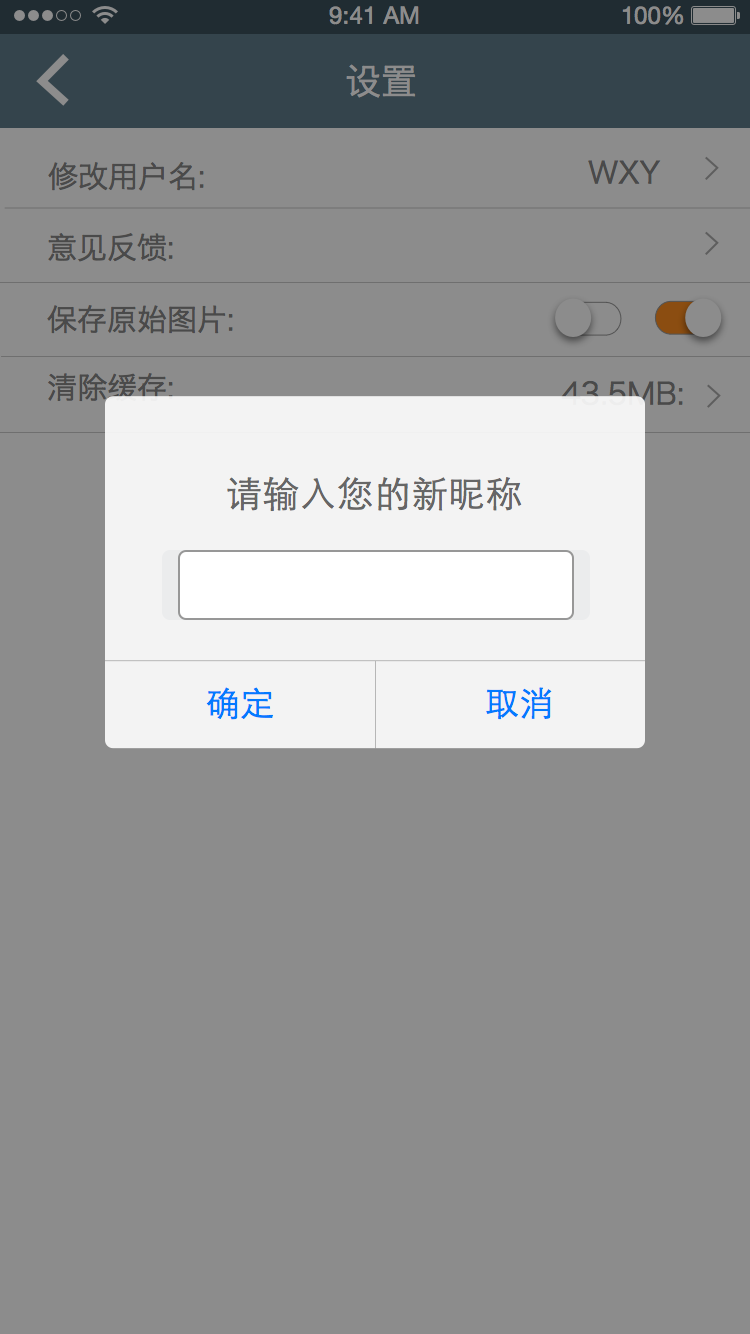 9:41 AM 100%
设置
修改用户名: WXY
意见反馈:
保存原始图片:
清除缓存: 43.5MB:
请输入您的新昵称
确定 取消